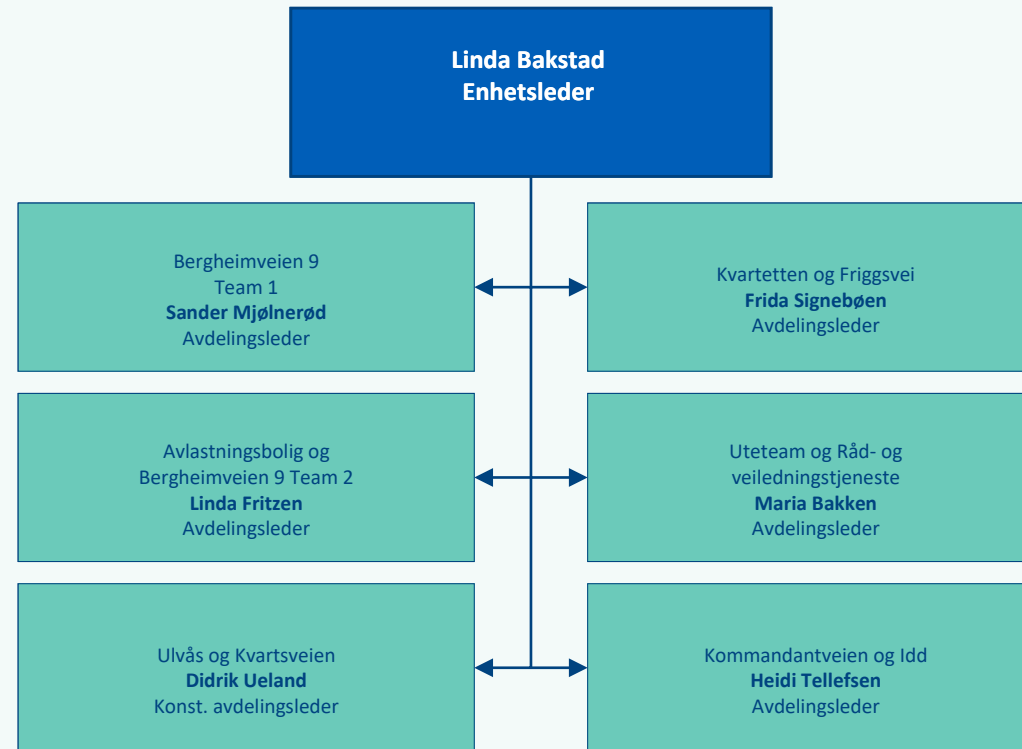 Linda Bakstad
Enhetsleder
Bergheimveien 9
Team 1
Sander Mjølnerød
Avdelingsleder
Kvartetten og Friggsvei
Frida Signebøen
Avdelingsleder
Avlastningsbolig og
Bergheimveien 9 Team 2
Linda Fritzen
Avdelingsleder
Uteteam og Råd- og
veiledningstjeneste
Maria Bakken
Avdelingsleder
Ulvås og Kvartsveien
Didrik Ueland
Konst. avdelingsleder
Kommandantveien og Idd
Heidi Tellefsen
Avdelingsleder